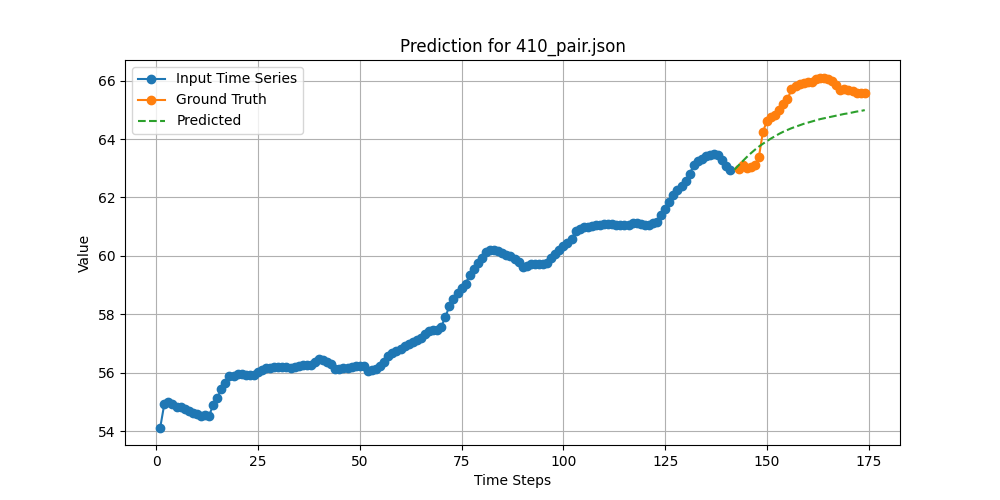 Prediction for 410_pair.json
Input Time Series
Ground Truth
Predicted
66
64
62
60
58
56
54
Value
0 25 50 75 100 125 150 175
Time Steps